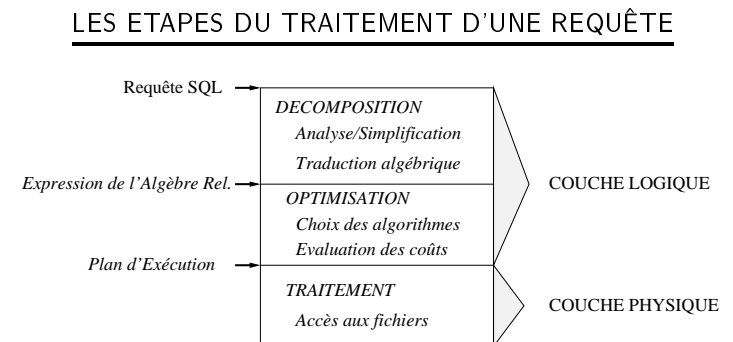 LES ETAPES DU TRAITEMENT D'UNE REQUÊTE
Requête SQL
DECOMPOSITION
Analyse/Simplification
Traduction algébrique
Expression de l'Algèbre Rel.
COUCHE LOGIQUE
OPTIMISATION
Choix des algorithmes
Evaluation des coûts
Plan d'Exécution
TRAITEMENT
COUCHE PHYSIQUE
Accès aux fichiers